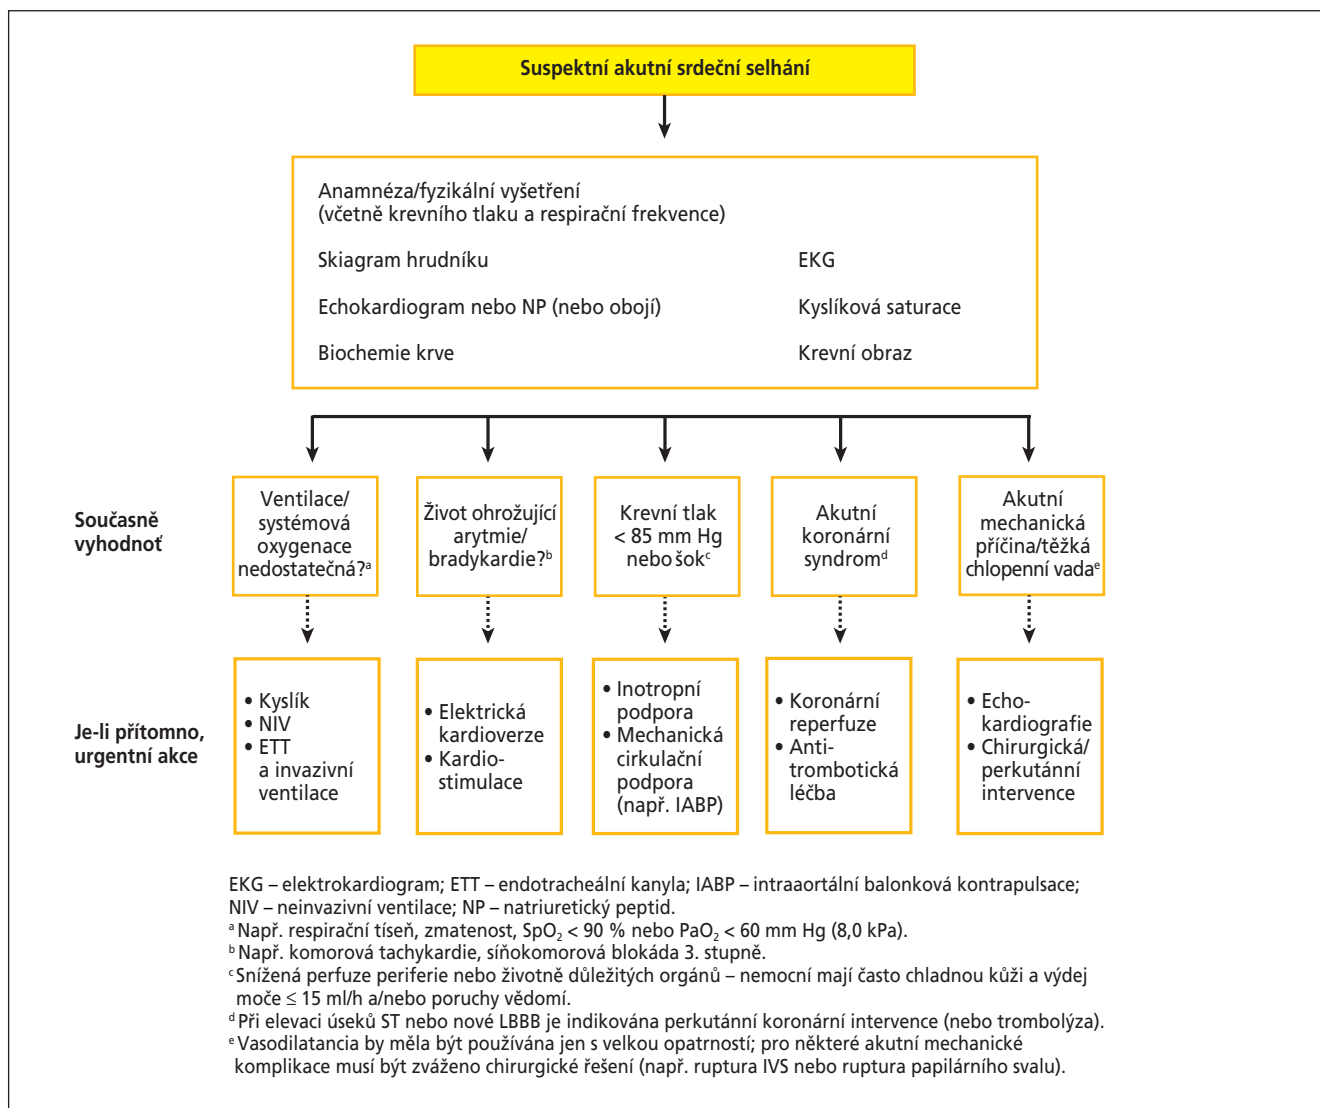 Suspektní akutní srdeční selhání
Anamnéza/fyzikální vyšetření
(včetně krevního tlaku a respirační frekvence)
Skiagram hrudníku
EKG
Echokardiogram nebo NP (nebo obojí)
Kyslíková saturace
Biochemie krve
Krevní obraz
Současně
vyhodnoť
Ventilace/
systémová
oxygenace
nedostatečná?ᵃ
Život ohrožující
arytmie/
bradykardie?ᵇ
Krevní tlak
< 85 mm Hg
nebo šokᶜ
Akutní
koronární
syndromᵈ
Akutní
mechanická
příčina/těžká
chlopenní vadaᵉ
Je-li přítomno,
urgentní akce
• Kyslík
• NIV
• ETT
a invazivní
ventilace
• Elektrická
kardioverze
• Kardio-
stimulace
• Inotropní
podpora
• Mechanická
cirkulační
podpora
(např. IABP)
• Koronární
reperfuze
• Anti-
trombotická
léčba
• Echo-
kardiografie
• Chirurgická/
perkutánní
intervence
EKG – elektrokardiogram; ETT – endotracheální kanyla; IABP – intraaortální balonková kontrapulsace;
NIV – neinvazivní ventilace; NP – natriuretický peptid.
ᵃ Např. respirační tíseň, zmatenost, SpO₂ < 90 % nebo PaO₂ < 60 mm Hg (8,0 kPa).
ᵇ Např. komorová tachykardie, síňokomorová blokáda 3. stupně.
ᶜ Snížená perfuze periferie nebo životně důležitých orgánů – nemocní mají často chladnou kůži a výdej
moče ≤ 15 ml/h a/nebo poruchy vědomí.
ᵈ Při elevaci úseků ST nebo nové LBBB je indikována perkutánní koronární intervence (nebo trombolýza).
ᵉ Vasodilatancia by měla být používána jen s velkou opatrností; pro některé akutní mechanické
komplikace musí být zváženo chirurgické řešení (např. ruptura IVS nebo ruptura papilárního svalu).